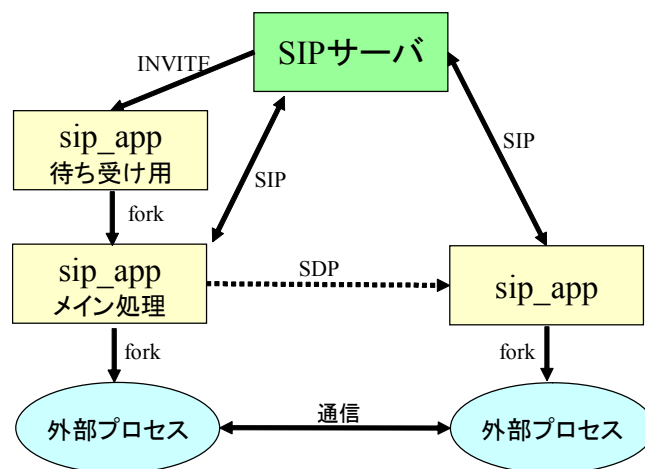 SIPサーバ
INVITE
sip_app
待ち受け用
SIP
SIP
fork
sip_app
メイン処理
SDP
sip_app
fork
fork
外部プロセス
通信
外部プロセス